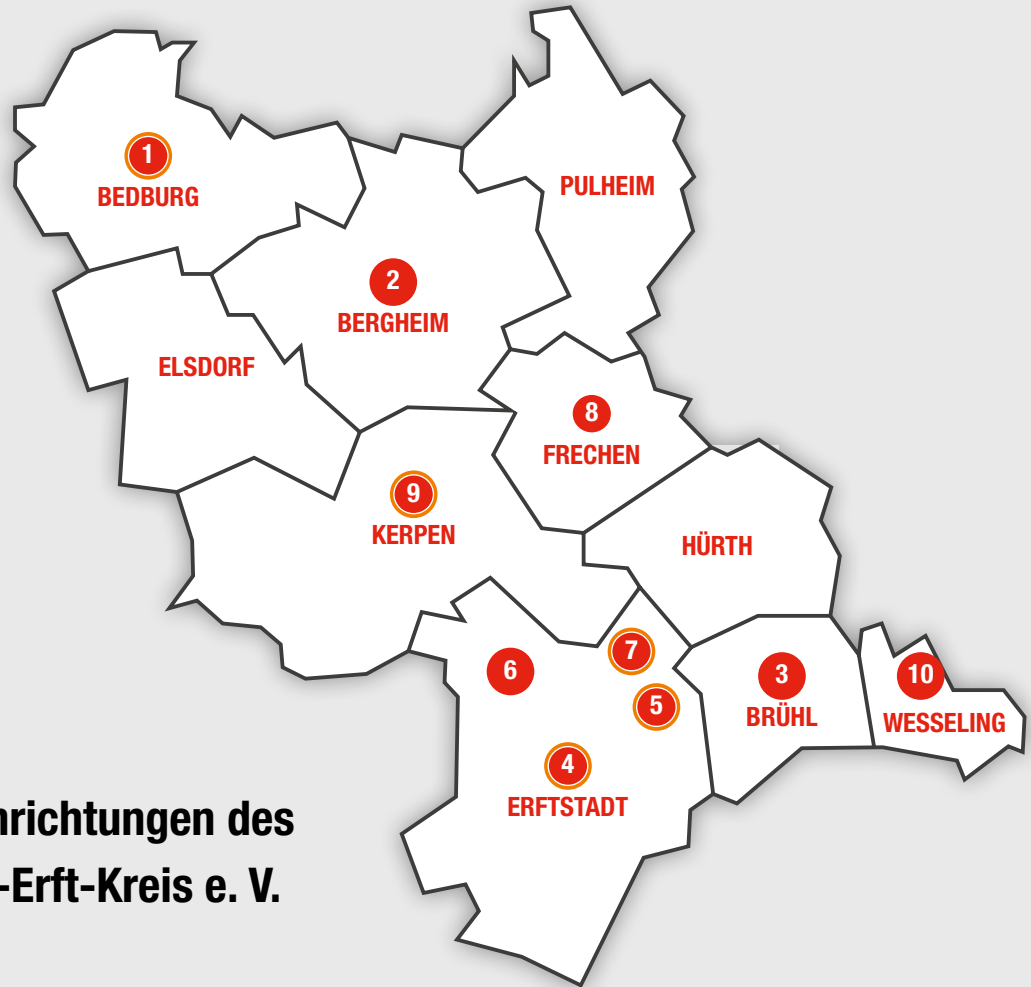 1
BEDBURG
PULHEIM
2
BERGHEIM
ELSDORF
8
FRECHEN
9
KERPEN
HÜRTH
7
6
3
10
5
BRÜHL
WESSELING
4
ERFTSTADT
des
-Erft-Kreis e. V.